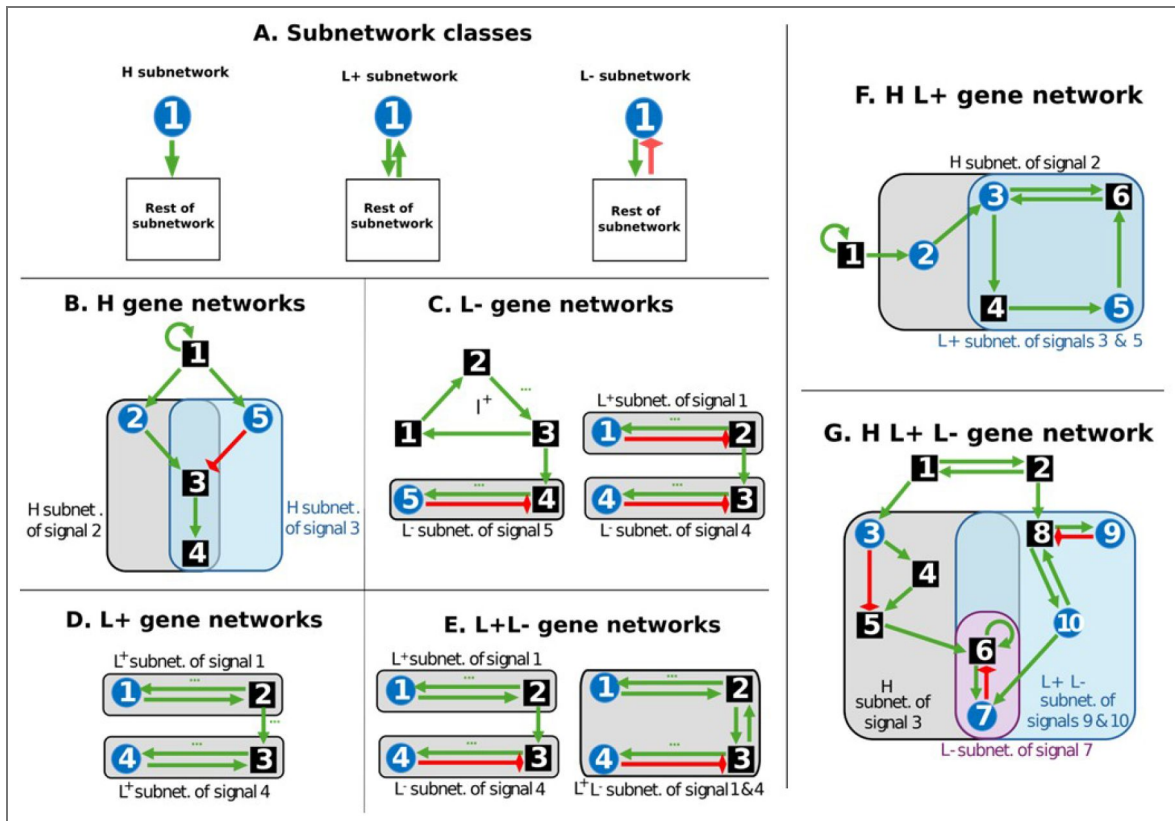 A. Subnetwork classes
H subnetwork
L+ subnetwork
L- subnetwork
1
1
1
Rest of
subnetwork
Rest of
subnetwork
Rest of
subnetwork
B. H gene networks
1
2
5
3
4
H subnet.
of signal 2
H subnet.
of signal 3
C. L- gene networks
2
...
I+
1
3
...
5
4
L- subnet. of signal 5
L+ subnet. of signal 1
...
1
2
...
4
3
L- subnet. of signal 4
D. L+ gene networks
L+ subnet. of signal 1
...
1
2
...
...
4
3
L+ subnet. of signal 4
E. L+L- gene networks
L+ subnet. of signal 1
...
1
2
...
4
3
L- subnet. of signal 4
...
1
2
...
4
3
L+ L- subnet. of signal 1 & 4
F. H L+ gene network
H subnet. of signal 2
3
6
1
2
4
5
L+ subnet. of signals 3 & 5
G. H L+ L- gene network
1
2
3
8
9
4
5
10
6
7
H
subnet. of
signal 3
L+ L-
subnet. of
signals 9 & 10
L- subnet. of signal 7